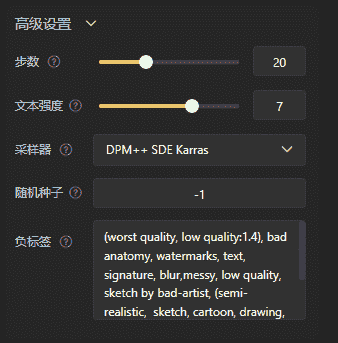 高级设置
步数 ? 20
文本强度 ? 7
采样器 ? DPM++ SDE Karras
随机种子 ? -1
负标签 ? (worst quality, low quality:1.4), bad
anatomy, watermarks, text,
signature, blur,messy, low quality,
sketch by bad-artist, (semi-
realistic, sketch, cartoon, drawing,